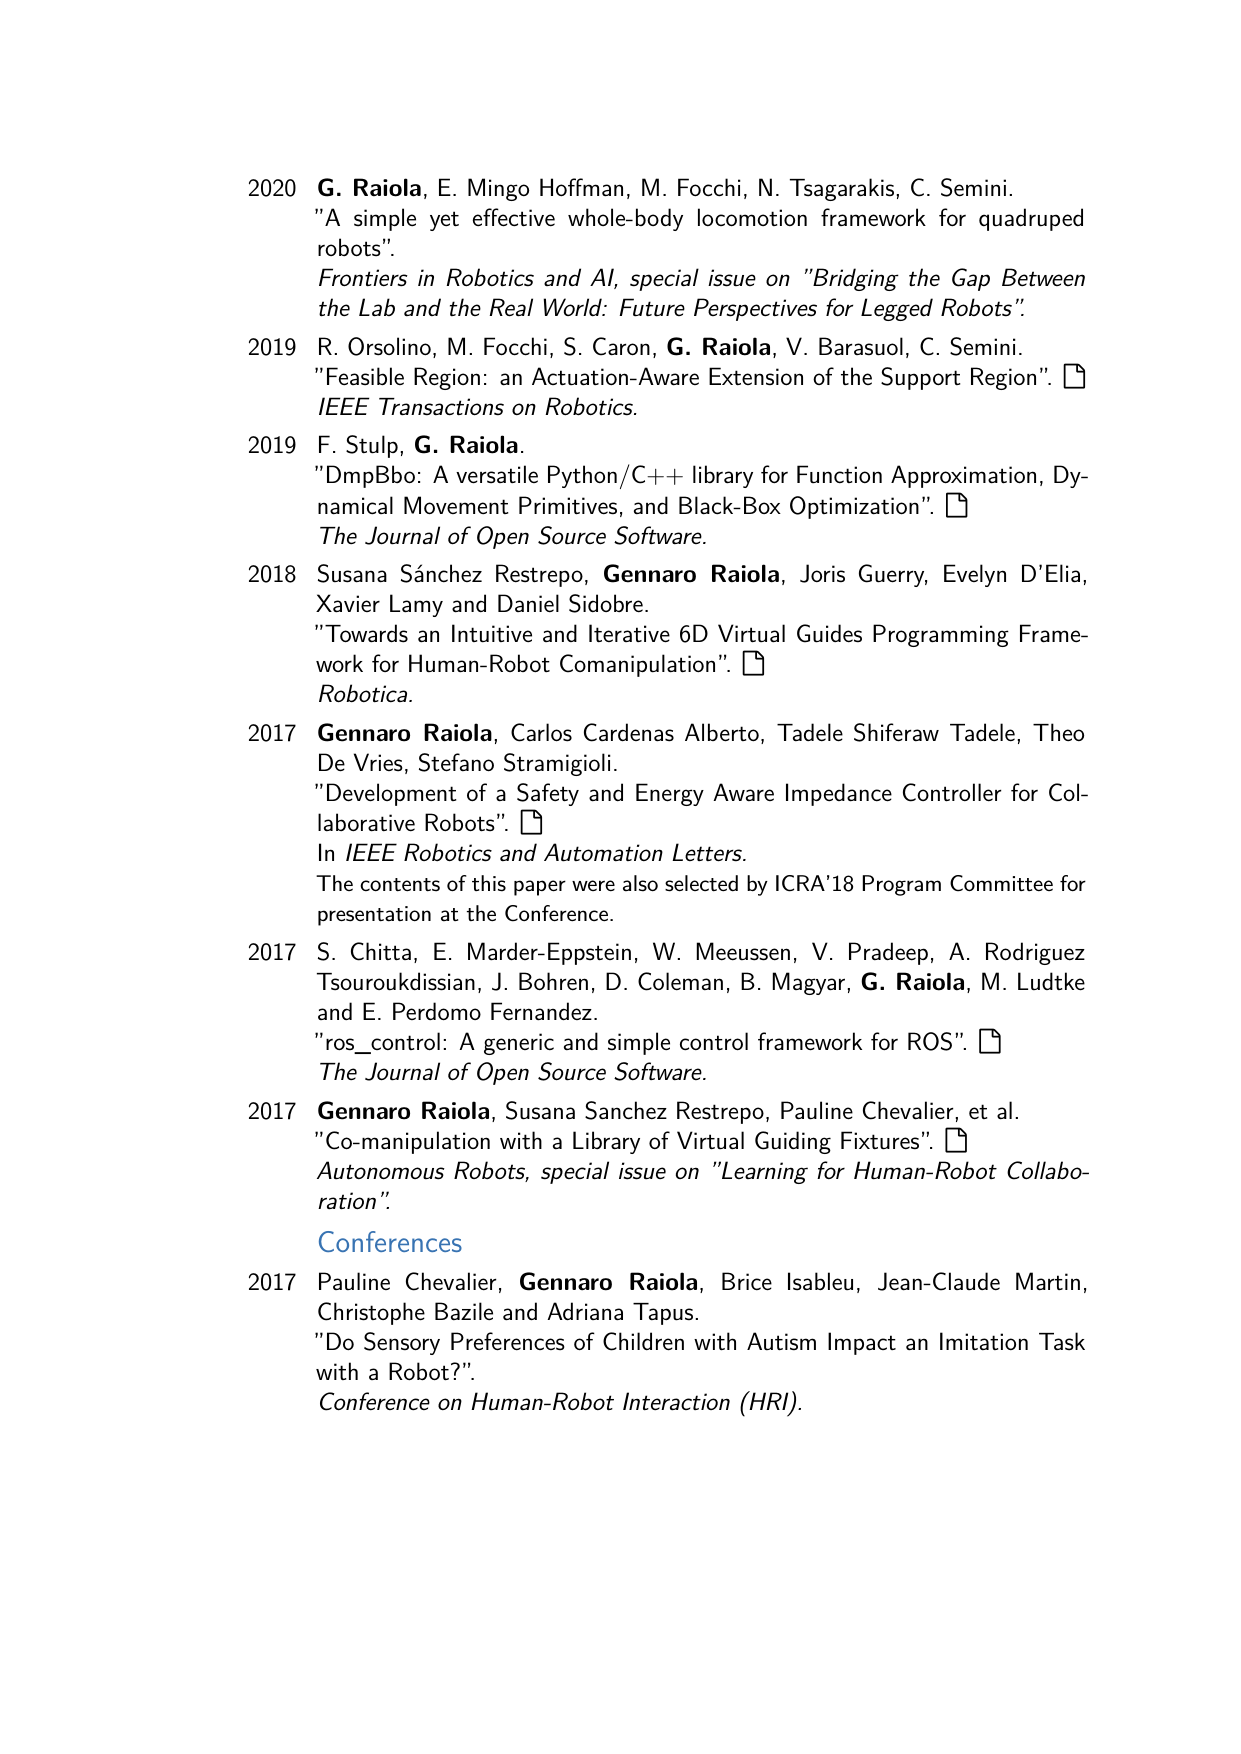 2020 G. Raiola, E. Mingo Hoffman, M. Focchi, N. Tsagarakis, C. Semini.
”A simple yet effective whole-body locomotion framework for quadruped
robots”.
Frontiers in Robotics and AI, special issue on ”Bridging the Gap Between
the Lab and the Real World: Future Perspectives for Legged Robots”.
2019 R. Orsolino, M. Focchi, S. Caron, G. Raiola, V. Barasuol, C. Semini.
”Feasible Region: an Actuation-Aware Extension of the Support Region”.
IEEE Transactions on Robotics.
2019 F. Stulp, G. Raiola.
”DmpBbo: A versatile Python/C++ library for Function Approximation, Dy-
namical Movement Primitives, and Black-Box Optimization”.
The Journal of Open Source Software.
2018 Susana Sánchez Restrepo, Gennaro Raiola, Joris Guerry, Evelyn D’Elia,
Xavier Lamy and Daniel Sidobre.
”Towards an Intuitive and Iterative 6D Virtual Guides Programming Frame-
work for Human-Robot Comanipulation”.
Robotica.
2017 Gennaro Raiola, Carlos Cardenas Alberto, Tadele Shiferaw Tadele, Theo
De Vries, Stefano Stramigioli.
”Development of a Safety and Energy Aware Impedance Controller for Col-
laborative Robots”.
In IEEE Robotics and Automation Letters.
The contents of this paper were also selected by ICRA’18 Program Committee for
presentation at the Conference.
2017 S. Chitta, E. Marder-Eppstein, W. Meeussen, V. Pradeep, A. Rodriguez
Tsouroukdissian, J. Bohren, D. Coleman, B. Magyar, G. Raiola, M. Ludtke
and E. Perdomo Fernandez.
”ros_control: A generic and simple control framework for ROS”.
The Journal of Open Source Software.
2017 Gennaro Raiola, Susana Sanchez Restrepo, Pauline Chevalier, et al.
”Co-manipulation with a Library of Virtual Guiding Fixtures”.
Autonomous Robots, special issue on ”Learning for Human-Robot Collabo-
ration”.
Conferences
2017 Pauline Chevalier, Gennaro Raiola, Brice Isableu, Jean-Claude Martin,
Christophe Bazile and Adriana Tapus.
”Do Sensory Preferences of Children with Autism Impact an Imitation Task
with a Robot?”.
Conference on Human-Robot Interaction (HRI).